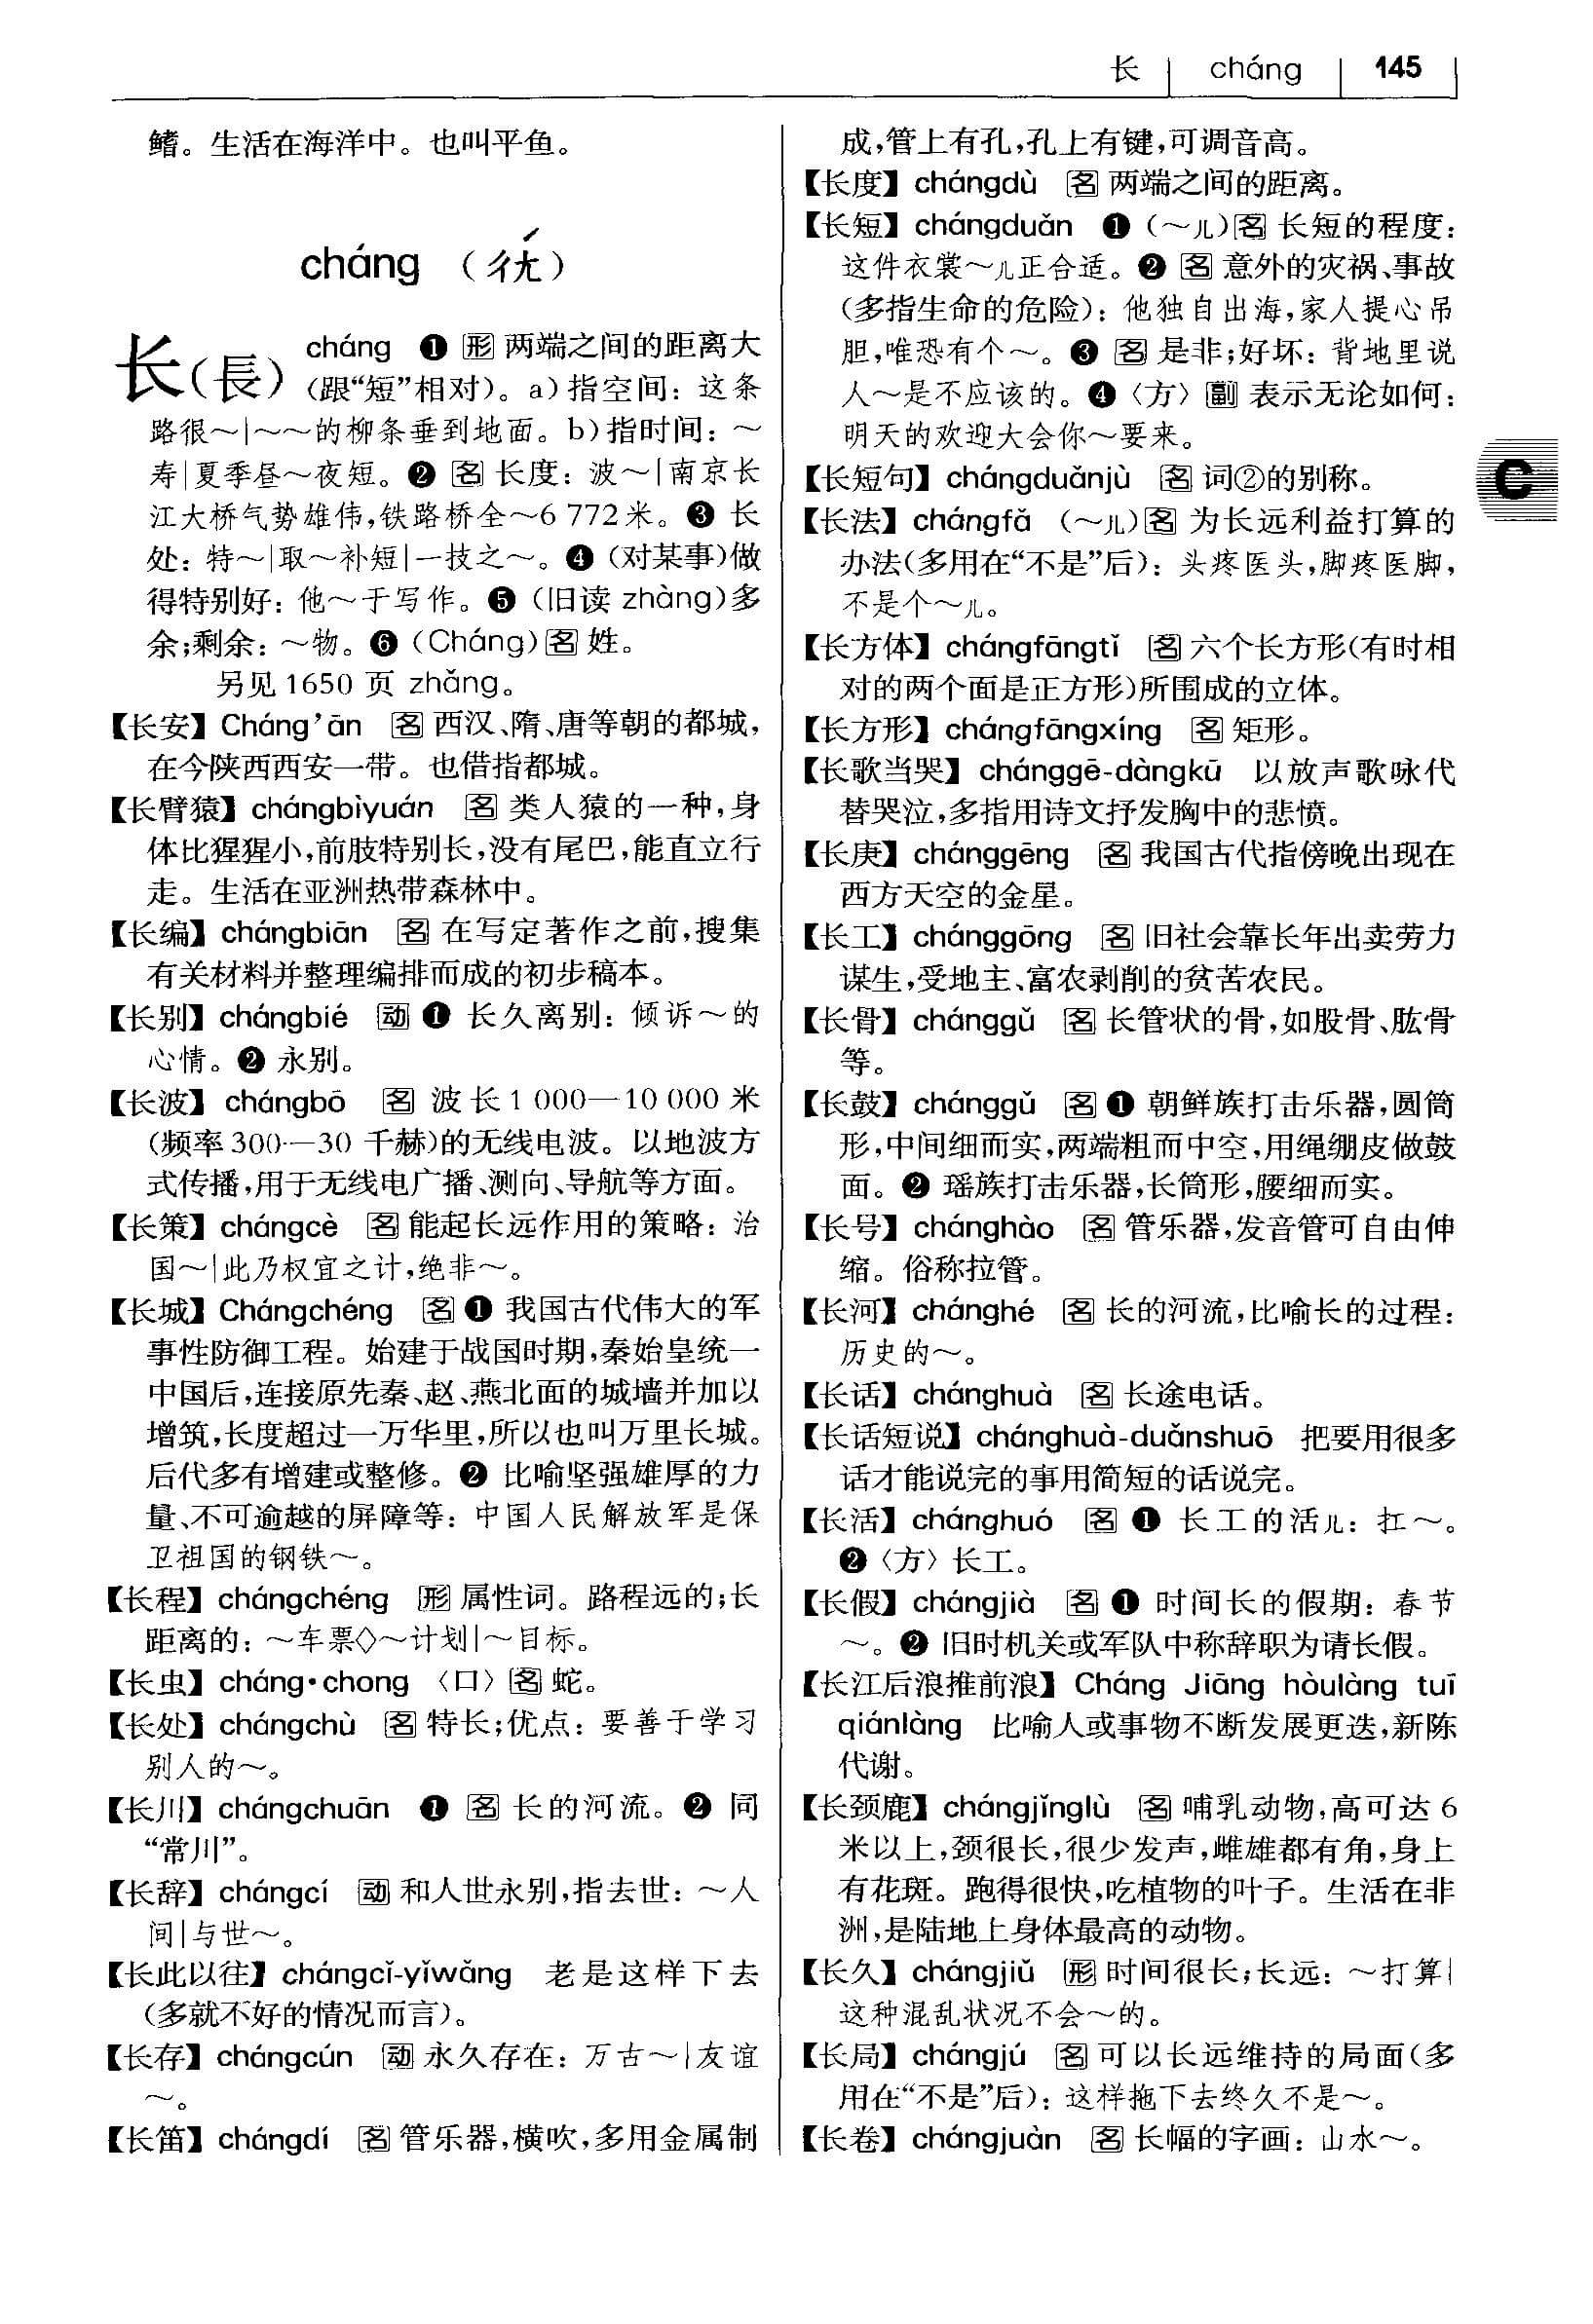 长 cháng 145
鳍。生活在海洋中。也叫平鱼。
cháng （ㄔㄤˊ）
长（長） cháng ❶ 形 两端之间的距离大
（跟“短”相对）。a）指空间：这条
路很～|～～的柳条垂到地面。b）指时间：～
寿|夏季昼～夜短。❷ 名 长度：波～|南京长
江大桥气势雄伟，铁路桥全～6 772米。❸ 长
处：特～|取～补短|一技之～。❹（对某事）做
得特别好：他～于写作。❺（旧读 zhàng）多
余；剩余：～物。❻（Cháng）名 姓。
另见1650 页 zhǎng。
【长安】Cháng’ān 名 西汉、隋、唐等朝的都城，
在今陕西西安一带。也借指都城。
【长臂猿】chángbìyuán 名 类人猿的一种，身
体比猩猩小，前肢特别长，没有尾巴，能直立行
走。生活在亚洲热带森林中。
【长编】chángbiān 名 在写定著作之前，搜集
有关材料并整理编排而成的初步稿本。
【长别】chángbié 动 ❶ 长久离别：倾诉～的
心情。❷ 永别。
【长波】chángbō 名 波长1 000—10 000 米
（频率300—30 千赫）的无线电波。以地波方
式传播，用于无线电广播、测向、导航等方面。
【长策】chángcè 名 能起长远作用的策略：治
国～|此乃权宜之计，绝非～。
【长城】Chángchéng 名 ❶ 我国古代伟大的军
事性防御工程。始建于战国时期，秦始皇统一
中国后，连接原先秦、赵、燕北面的城墙并加以
增筑，长度超过一万华里，所以也叫万里长城。
后代多有增建或整修。❷ 比喻坚强雄厚的力
量、不可逾越的屏障等：中国人民解放军是保
卫祖国的钢铁～。
【长程】chángchéng 形 属性词。路程远的；长
距离的：～车票◇～计划|～目标。
【长虫】cháng·chong 〈口〉名 蛇。
【长处】chángchù 名 特长；优点：要善于学习
别人的～。
【长川】chángchuān ❶ 名 长的河流。❷ 同
“常川”。
【长辞】chángcí 动 和人世永别，指去世：～人
间|与世～。
【长此以往】chángcǐ-yǐwǎng 老是这样下去
（多就不好的情况而言）。
【长存】chángcún 动 永久存在：万古～|友谊
～。
【长笛】chángdí 名 管乐器，横吹，多用金属制
成，管上有孔，孔上有键，可调音高。
【长度】chángdù 名 两端之间的距离。
【长短】chángduǎn ❶（～儿）名 长短的程度：
这件衣裳～儿正合适。❷ 名 意外的灾祸、事故
（多指生命的危险）：他独自出海，家人提心吊
胆，唯恐有个～。❸ 名 是非；好坏：背地里说
人～是不应该的。❹〈方〉副 表示无论如何：
明天的欢迎大会你～要来。
【长短句】chángduǎnjù 名 词②的别称。
【长法】chángfǎ （～儿）名 为长远利益打算的
办法（多用在“不是”后）：头疼医头，脚疼医脚，
不是个～儿。
【长方体】chángfāngtǐ 名 六个长方形（有时相
对的两个面是正方形）所围成的立体。
【长方形】chángfāngxíng 名 矩形。
【长歌当哭】chánggē-dàngkū 以放声歌咏代
替哭泣，多指用诗文抒发胸中的悲愤。
【长庚】chánggēng 名 我国古代指傍晚出现在
西方天空的金星。
【长工】chánggōng 名 旧社会靠长年出卖劳力
谋生，受地主、富农剥削的贫苦农民。
【长骨】chánggǔ 名 长管状的骨，如股骨、肱骨
等。
【长鼓】chánggǔ 名 ❶ 朝鲜族打击乐器，圆筒
形，中间细而实，两端粗而中空，用绳绷皮做鼓
面。❷ 瑶族打击乐器，长筒形，腰细而实。
【长号】chánghào 名 管乐器，发音管可自由伸
缩。俗称拉管。
【长河】chánghé 名 长的河流，比喻长的过程：
历史的～。
【长话】chánghuà 名 长途电话。
【长话短说】chánghuà-duǎnshuō 把要用很多
话才能说完的事用简短的话说完。
【长活】chánghuó 名 ❶ 长工的活儿：扛～。
❷〈方〉长工。
【长假】chángjià 名 ❶ 时间长的假期：春节
～。❷ 旧时机关或军队中称辞职为请长假。
【长江后浪推前浪】Cháng Jiāng hòulàng tuī
qiánlàng 比喻人或事物不断发展更迭，新陈
代谢。
【长颈鹿】chángjǐnglù 名 哺乳动物，高可达 6
米以上，颈很长，很少发声，雌雄都有角，身上
有花斑。跑得很快，吃植物的叶子。生活在非
洲，是陆地上身体最高的动物。
【长久】chángjiǔ 形 时间很长；长远：～打算|
这种混乱状况不会～的。
【长局】chángjú 名 可以长远维持的局面（多
用在“不是”后）：这样拖下去终久不是～。
【长卷】chángjuàn 名 长幅的字画：山水～。
C